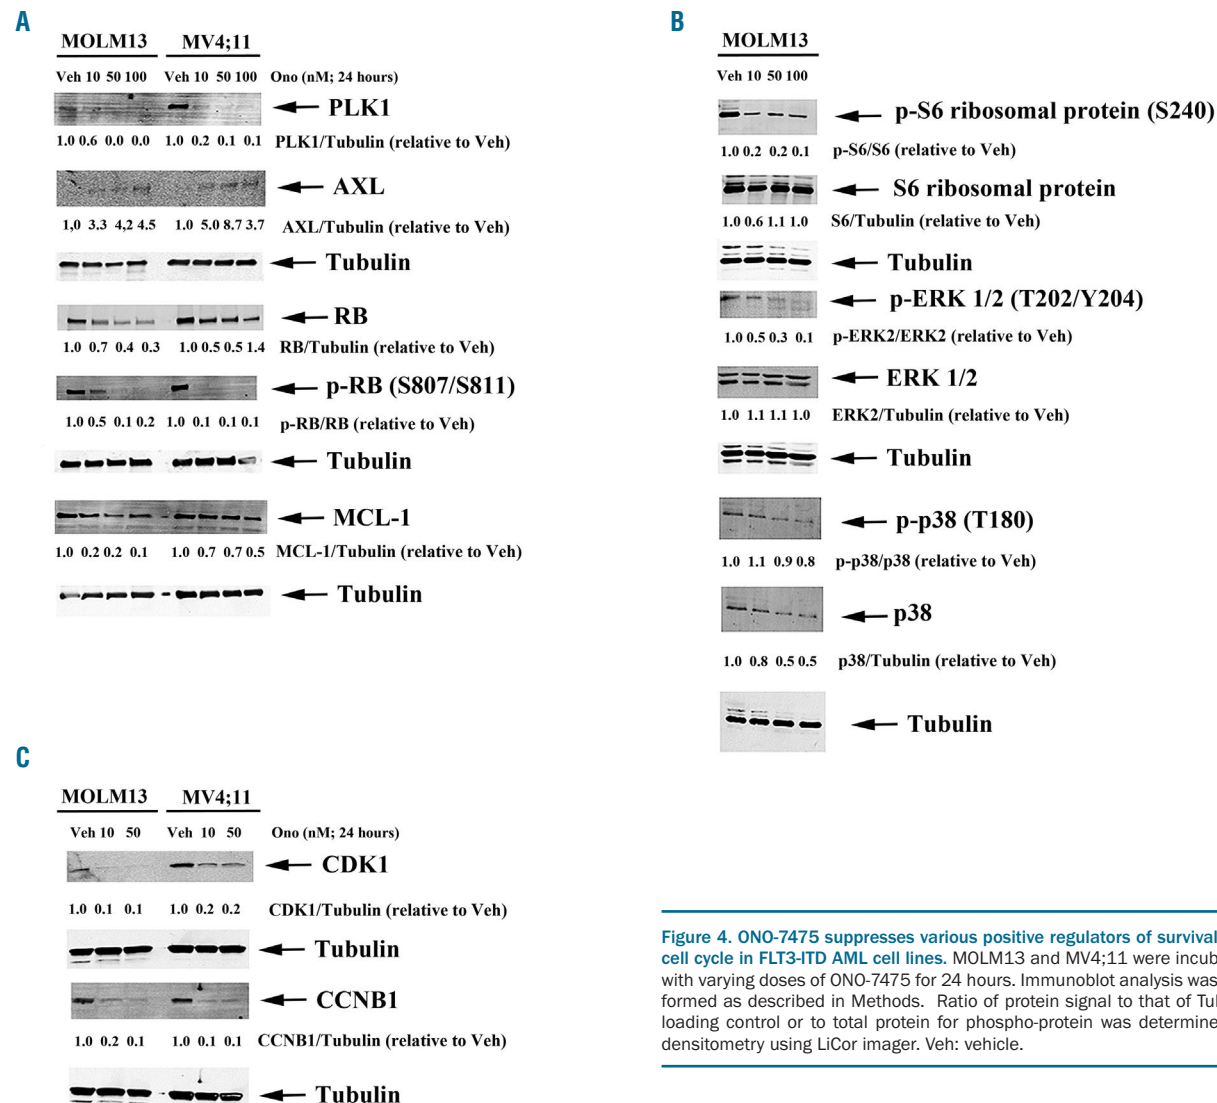 A
MOLM13 MV4;11
Veh 10 50 100 Veh 10 50 100 Ono (nM; 24 hours)
PLK1
1.0 0.6 0.0 0.0 1.0 0.2 0.1 0.1 PLK1/Tubulin (relative to Veh)
AXL
1,0 3.3 4,2 4.5 1.0 5.0 8.7 3.7 AXL/Tubulin (relative to Veh)
Tubulin
RB
1.0 0.7 0.4 0.3 1.0 0.5 0.5 1.4 RB/Tubulin (relative to Veh)
p-RB (S807/S811)
1.0 0.5 0.1 0.2 1.0 0.1 0.1 0.1 p-RB/RB (relative to Veh)
Tubulin
MCL-1
1.0 0.2 0.2 0.1 1.0 0.7 0.7 0.5 MCL-1/Tubulin (relative to Veh)
Tubulin
B
MOLM13
Veh 10 50 100
p-S6 ribosomal protein (S240)
1.0 0.2 0.2 0.1 p-S6/S6 (relative to Veh)
S6 ribosomal protein
1.0 0.6 1.1 1.0 S6/Tubulin (relative to Veh)
Tubulin
p-ERK 1/2 (T202/Y204)
1.0 0.5 0.3 0.1 p-ERK2/ERK2 (relative to Veh)
ERK 1/2
1.0 1.1 1.1 1.0 ERK2/Tubulin (relative to Veh)
Tubulin
p-p38 (T180)
1.0 1.1 0.9 0.8 p-p38/p38 (relative to Veh)
p38
1.0 0.8 0.5 0.5 p38/Tubulin (relative to Veh)
Tubulin
C
MOLM13 MV4;11
Veh 10 50 Veh 10 50 Ono (nM; 24 hours)
CDK1
1.0 0.1 0.1 1.0 0.2 0.2 CDK1/Tubulin (relative to Veh)
Tubulin
CCNB1
1.0 0.2 0.1 1.0 0.1 0.1 CCNB1/Tubulin (relative to Veh)
Tubulin
Figure 4. ONO-7475 suppresses various positive regulators of survival
cell cycle in FLT3-ITD AML cell lines. MOLM13 and MV4;11 were incub
with varying doses of ONO-7475 for 24 hours. Immunoblot analysis was
formed as described in Methods. Ratio of protein signal to that of Tul
loading control or to total protein for phospho-protein was determine
densitometry using LiCor imager. Veh: vehicle.